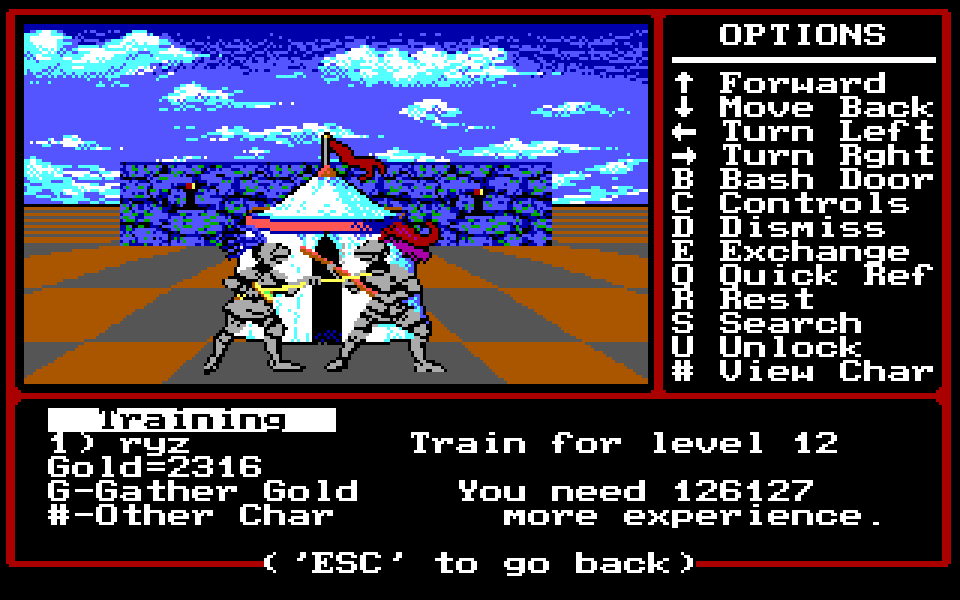 OPTIONS
↑ Forward
↓ Move Back
← Turn Left
→ Turn Rght
B Bash Door
C Controls
D Dismiss
E Exchange
Q Quick Ref
R Rest
S Search
U Unlock
# View Char
Training
1) ryz Train for level 12
Gold=2316
G-Gather Gold You need 126127
#-Other Char more experience.
('ESC' to go back)